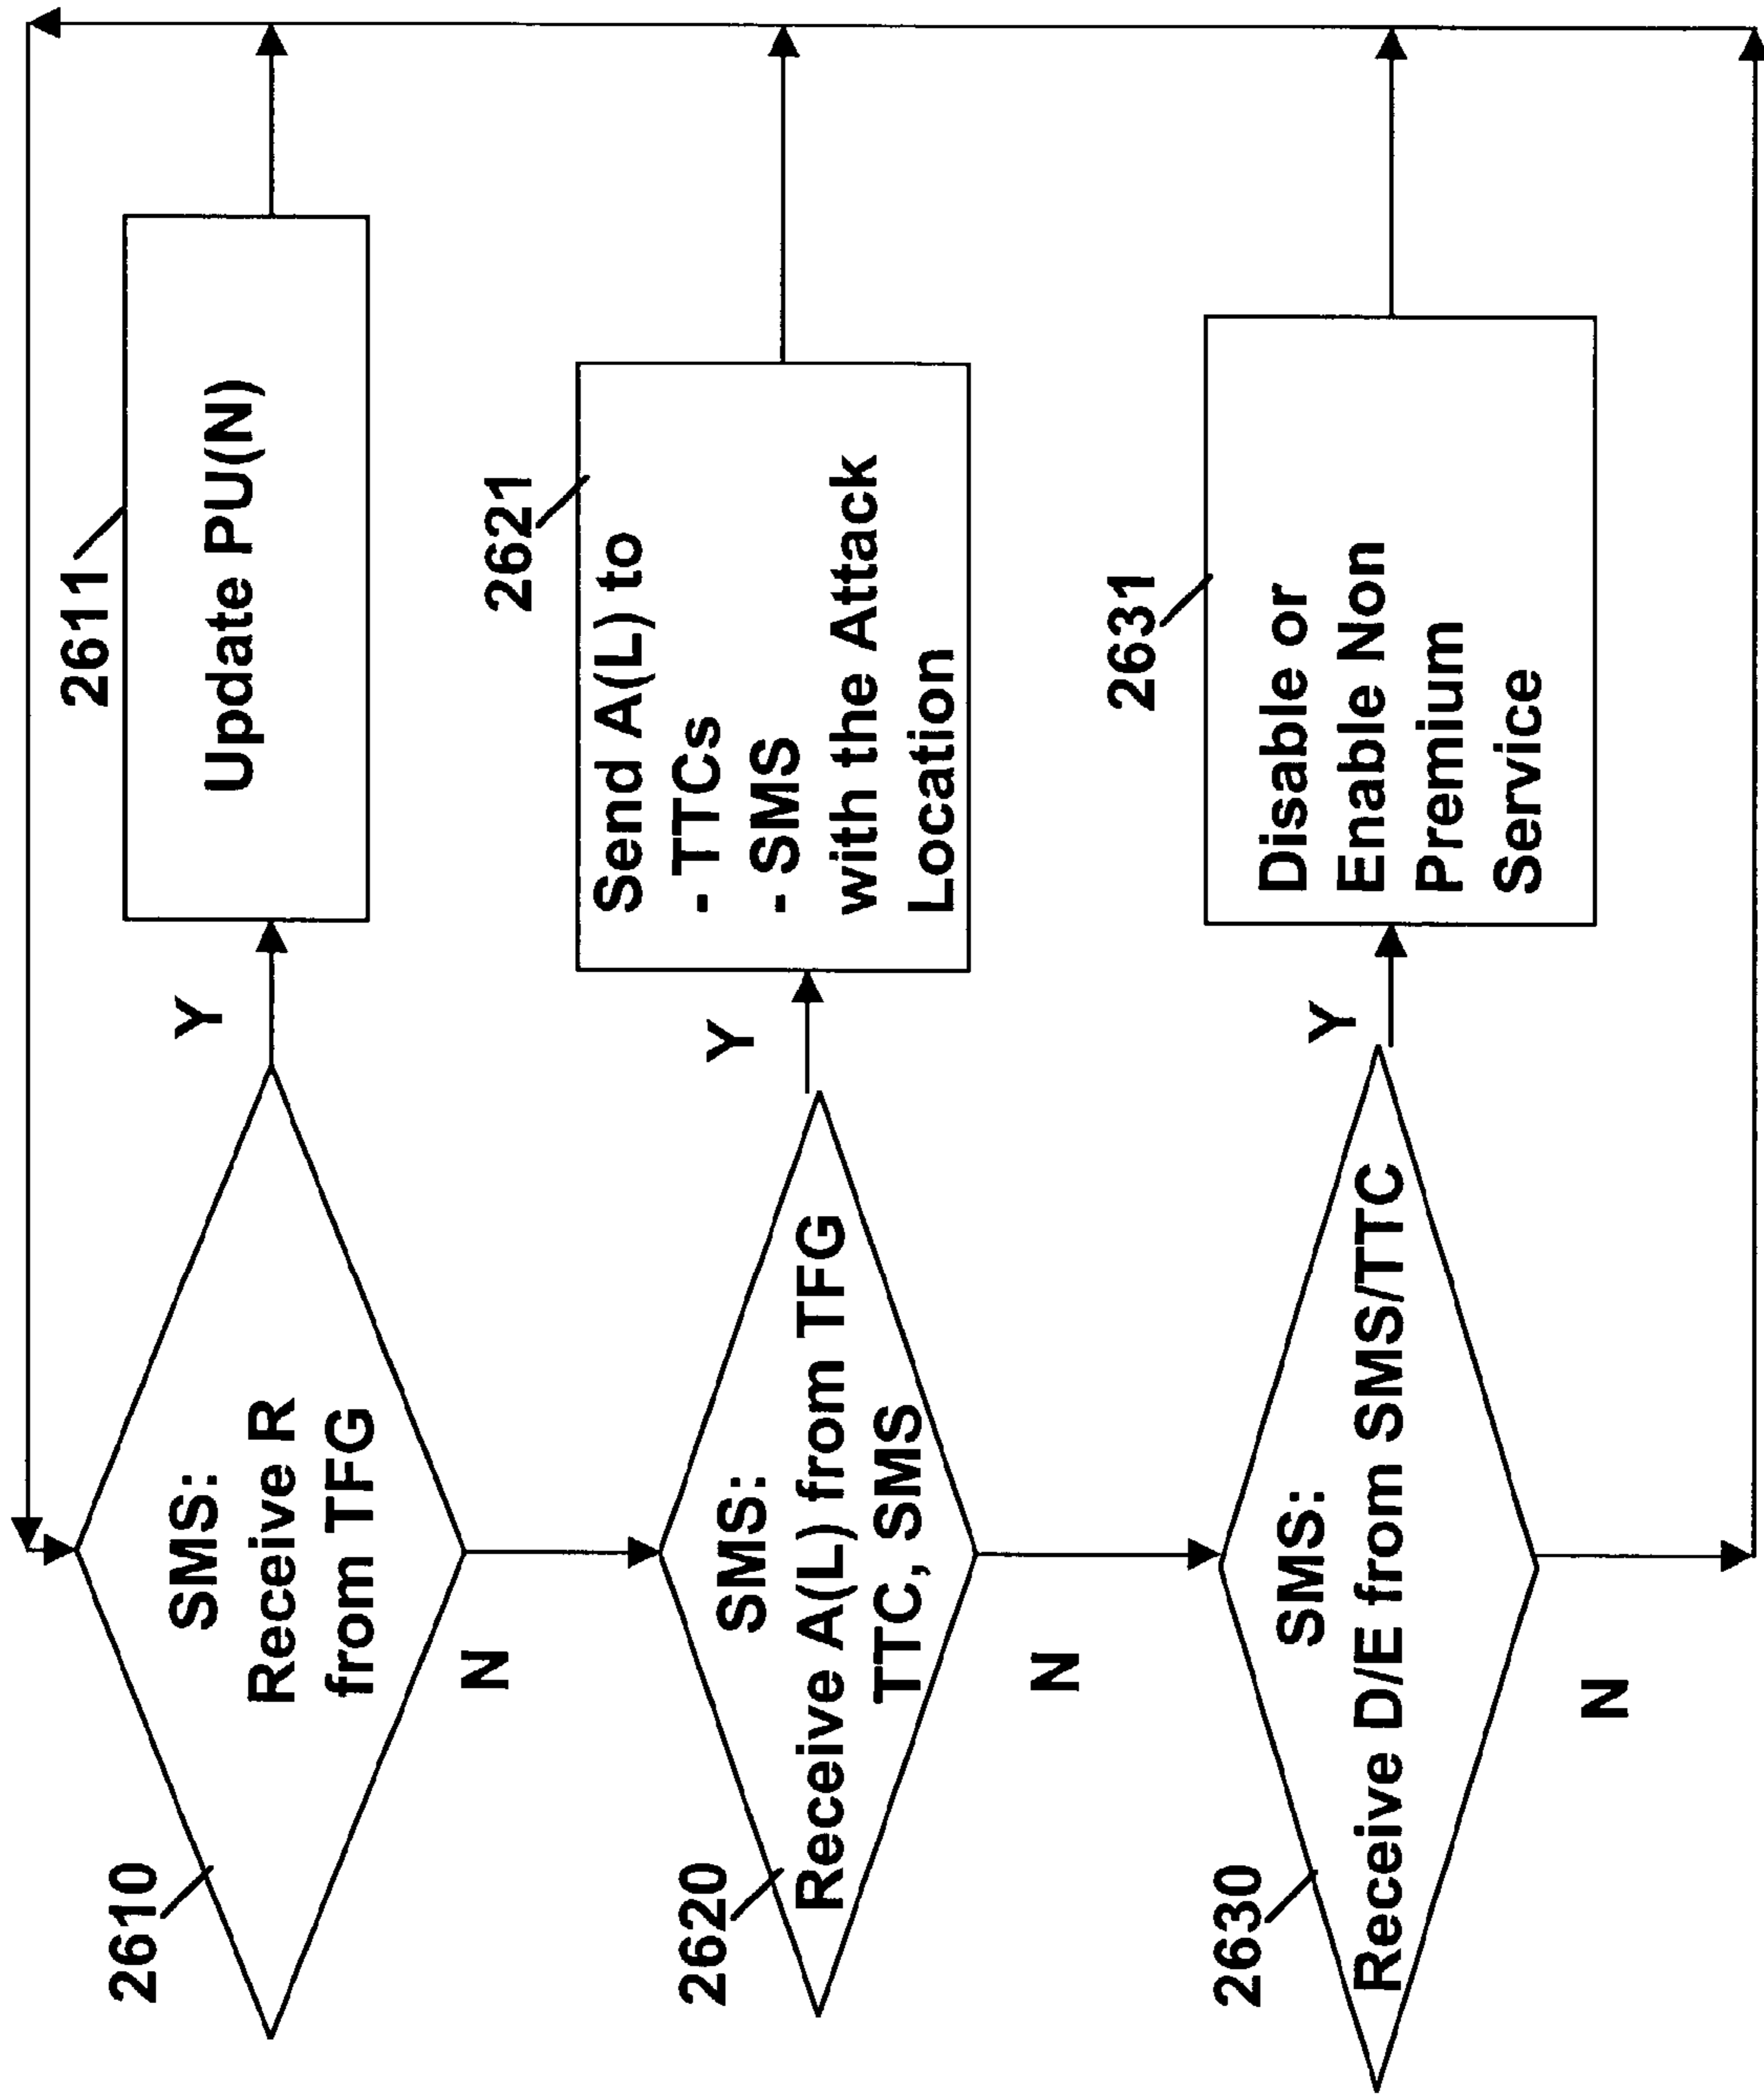 2610
SMS:
Receive R
from TFG
Y
N
2611
Update PU(N)
2620
SMS:
Receive A(L) from TFG
TTC, SMS
Y
N
2621
Send A(L) to
- TTCs
- SMS
with the Attack
Location
2630
SMS:
Receive D/E from SMS/TTC
Y
N
2631
Disable or
Enable Non
Premium
Service